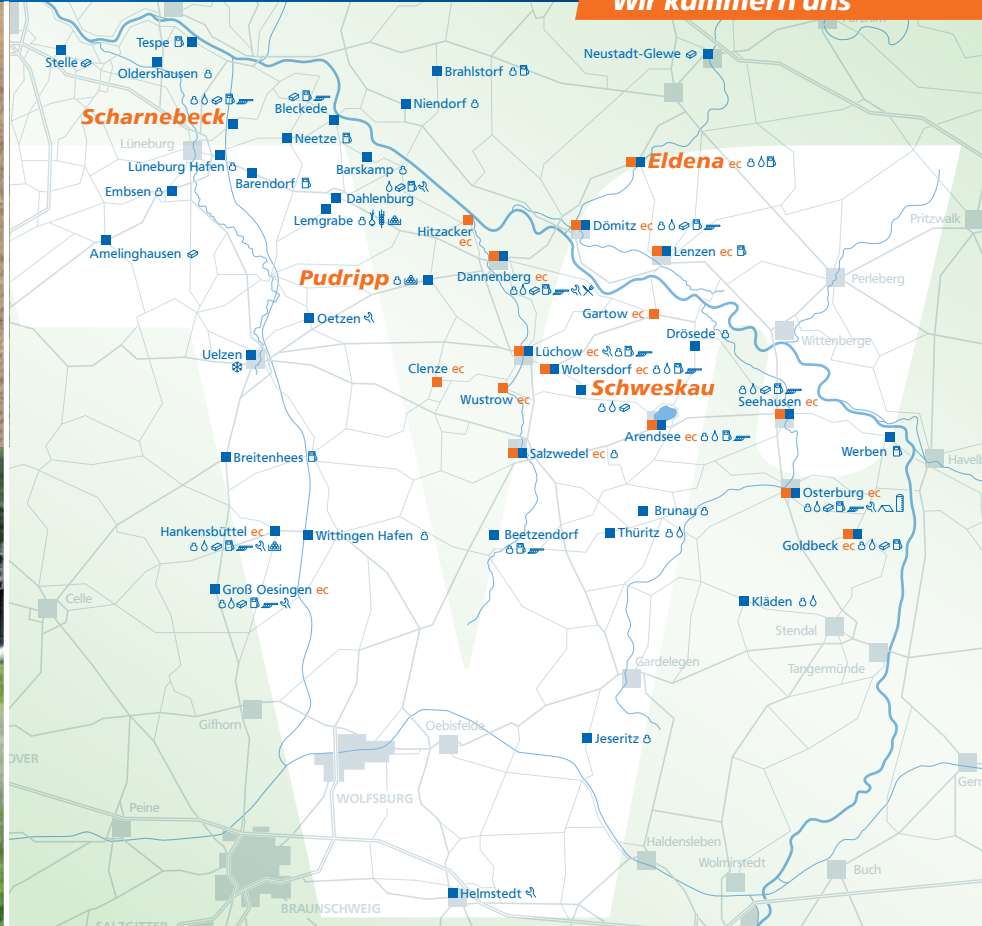 Wir kümmern uns
Tespe
Stelle
Oldershausen
Neustadt-Glewe
Brahlstorf
Niendorf
Bleckede
Scharnebeck
Neetze
Lüneburg
Lüneburg Hafen
Barskamp
Eldena ec
Barendorf
Embsen
Dahlenburg
Lemgrabe
Pritzwalk
Hitzacker
ec
Dömitz ec
Amelinghausen
Lenzen ec
Dannenberg ec
Pudripp
Perleberg
Gartow ec
Oetzen
Drösede
Wittenberge
Uelzen
Lüchow ec
Clenze ec
Woltersdorf ec
Schweskau
Wustrow ec
Seehausen ec
Arendsee ec
Werben
Salzwedel ec
Breitenhees
Osterburg ec
Brunau
Hankensbüttel ec
Wittingen Hafen
Beetzendorf
Thüritz
Goldbeck ec
Groß Oesingen ec
Celle
Kläden
Stendal
Gardelegen
Tangermünde
Gifhorn
Oebisfelde
Jeseritz
WOLFSBURG
Peine
Haldensleben
Wolmirstedt
Buch
Helmstedt
BRAUNSCHWEIG